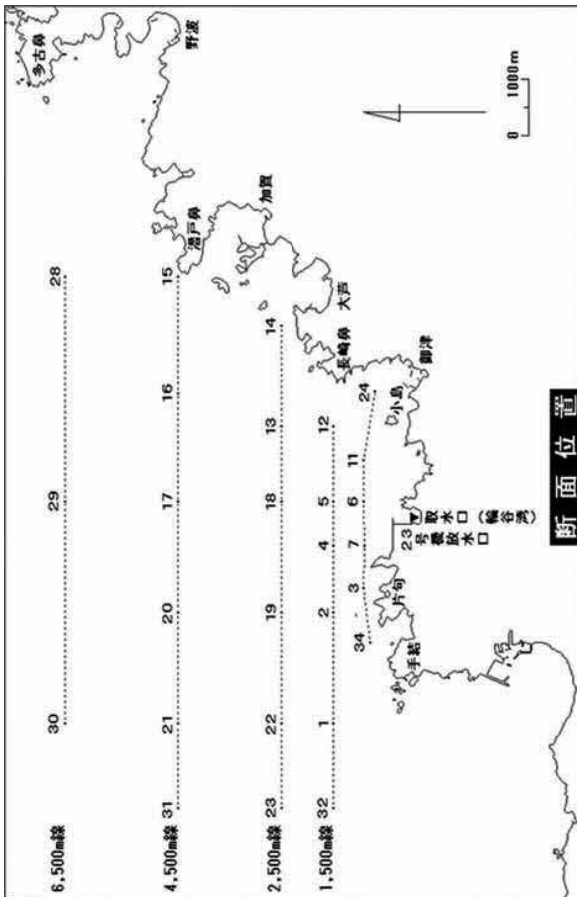 多古鼻
6,500m線 30 29 28
野波
4,500m線 31 21 20 17 16 15
潜戸鼻
加賀
2,500m線 23 22 19 18 13 14
大芦
長崎鼻
1,500m線 32 1 2 4 5 12
34 3 7 6 11 24
小島
御津
片句
手結
23
号機放水口
取水口（輪谷湾）
0 1000m
断面位置